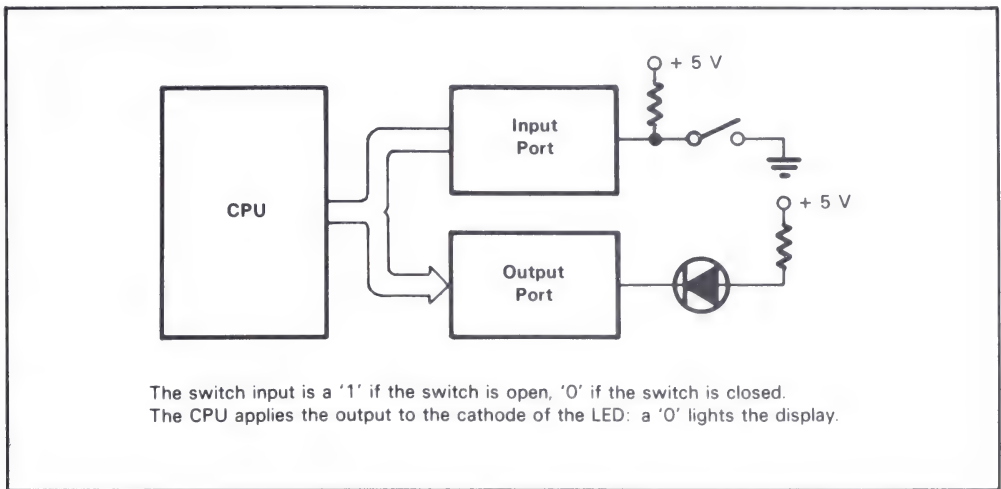 + 5 V
Input
Port
CPU
+ 5 V
Output
Port
The switch input is a '1' if the switch is open, '0' if the switch is closed.
The CPU applies the output to the cathode of the LED: a '0' lights the display.